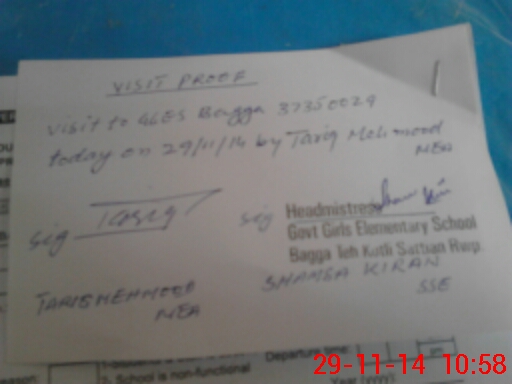 VISIT PROOF
visit to GGES Bagga 37350029
today on 29/11/14 by Tariq Mehmood
MEA
sig Tariq sig
Headmistress
Govt Girls Elementary School
Bagga Teh Kotli Sattian Rwp.
TARIQ MEHMOOD SHAMSA KIRAN
MEA SSE
2. School is non-functional
Departure time:
29-11-14 10:58